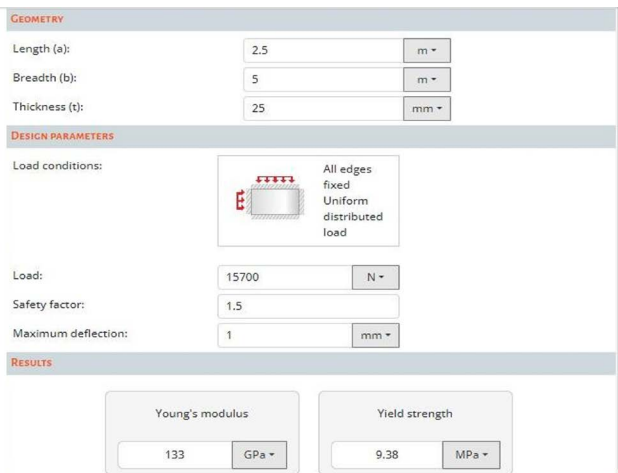 GEOMETRY
Length (a): 2.5 m
Breadth (b): 5 m
Thickness (t): 25 mm
DESIGN PARAMETERS
Load conditions: All edges
fixed
Uniform
distributed
load
Load: 15700 N
Safety factor: 1.5
Maximum deflection: 1 mm
RESULTS
Young's modulus Yield strength
133 GPa 9.38 MPa